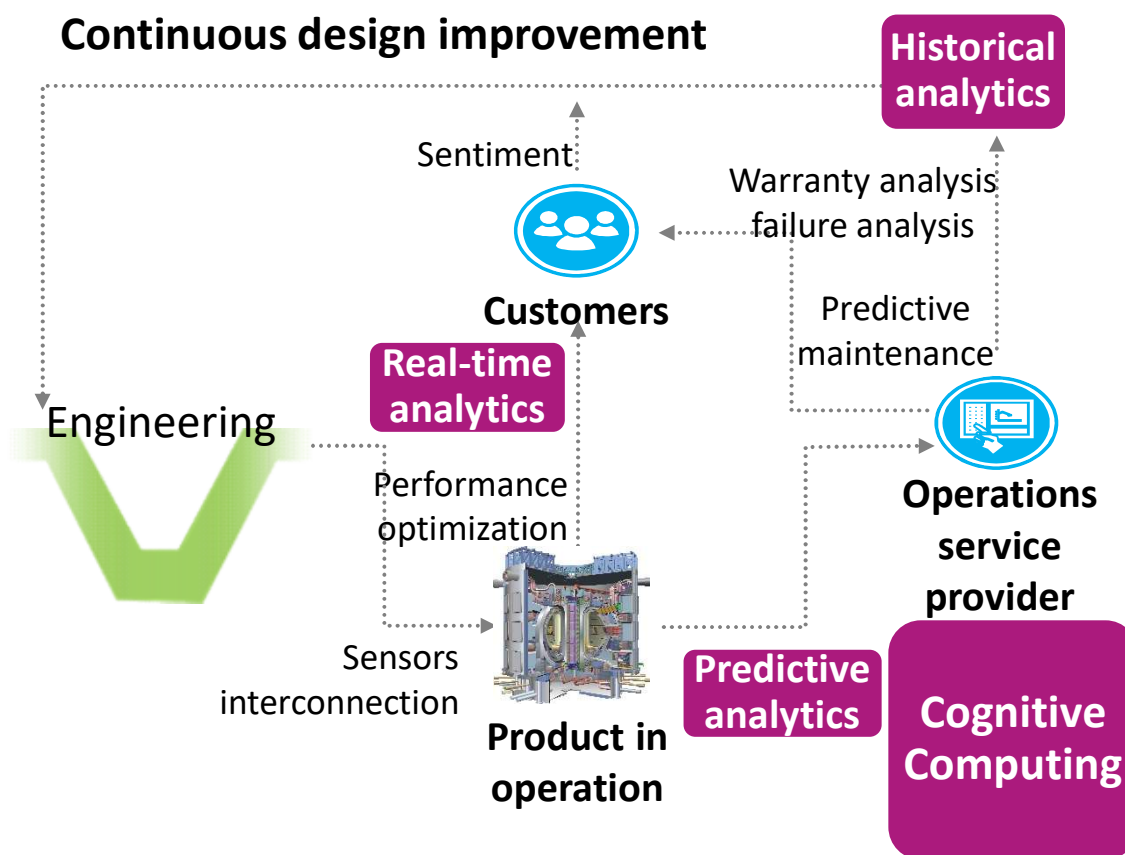 Continuous design improvement
Historical
analytics
Sentiment
Warranty analysis
failure analysis
Customers
Predictive
maintenance
Real-time
analytics
Engineering
Performance
optimization
Operations
service
provider
Sensors
interconnection
Predictive
analytics
Cognitive
Computing
Product in
operation